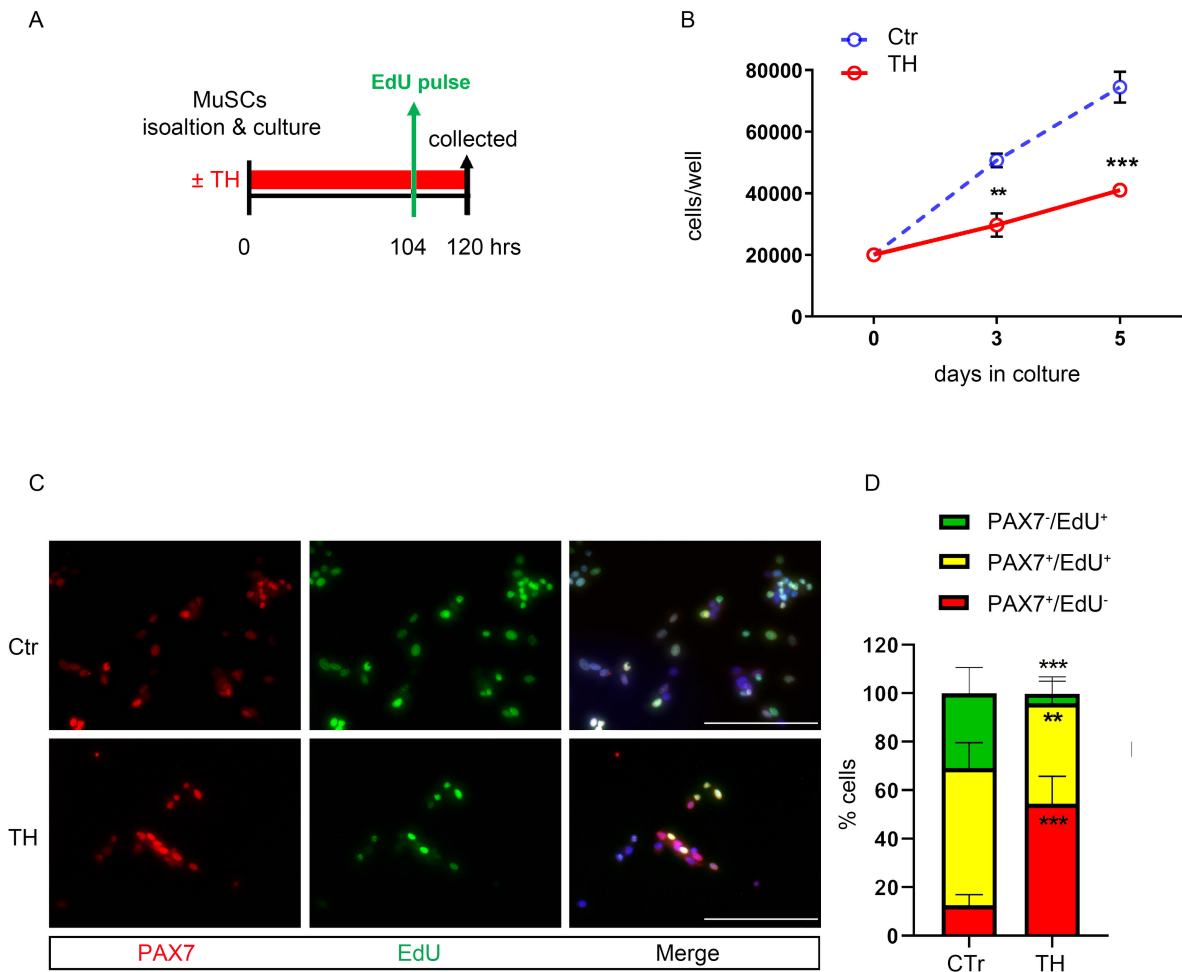 A
EdU pulse
MuSCs
isoaltion & culture
collected
± TH
0
104
120 hrs
B
Ctr
TH
80000
60000
40000
20000
0
cells/well
**
***
0
3
5
days in colture
C
Ctr
TH
PAX7
EdU
Merge
D
PAX7⁻/EdU⁺
PAX7⁺/EdU⁺
PAX7⁺/EdU⁻
120
100
80
60
40
20
0
% cells
***
**
***
CTr
TH